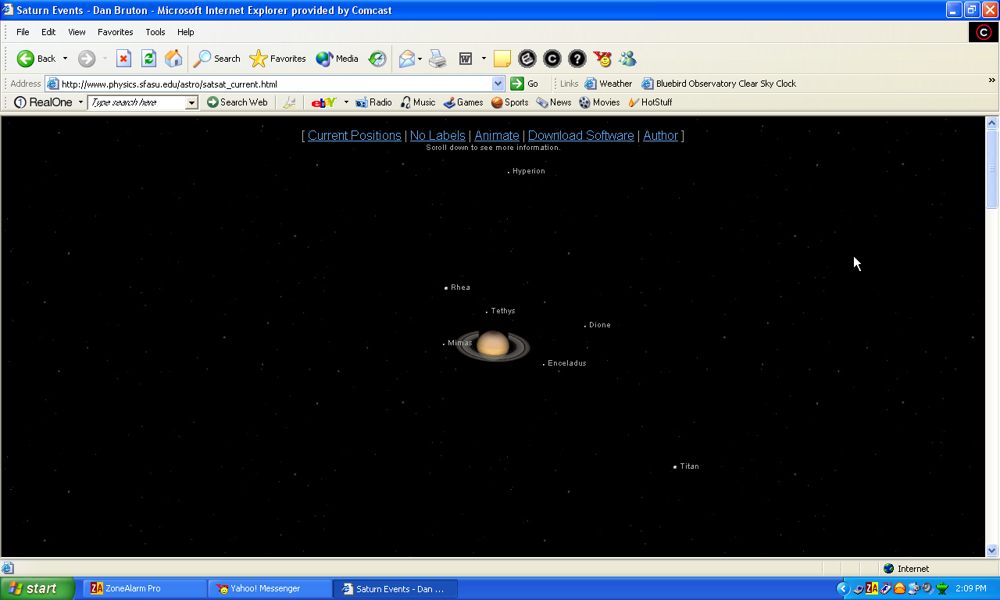 Saturn Events - Dan Bruton - Microsoft Internet Explorer provided by Comcast
File Edit View Favorites Tools Help
Back Search Favorites Media
Address http://www.physics.sfasu.edu/astro/satsat_current.html Go Links Weather Bluebird Observatory Clear Sky Clock »
RealOne Type search here Search Web ebY Radio Music Games Sports News Movies HotStuff
[ Current Positions | No Labels | Animate | Download Software | Author ]
Scroll down to see more information.
Hyperion
Rhea
Tethys
Dione
Mimas
Enceladus
Titan
Internet
start ZA ZoneAlarm Pro Yahoo! Messenger Saturn Events - Dan ... ZA 2:09 PM